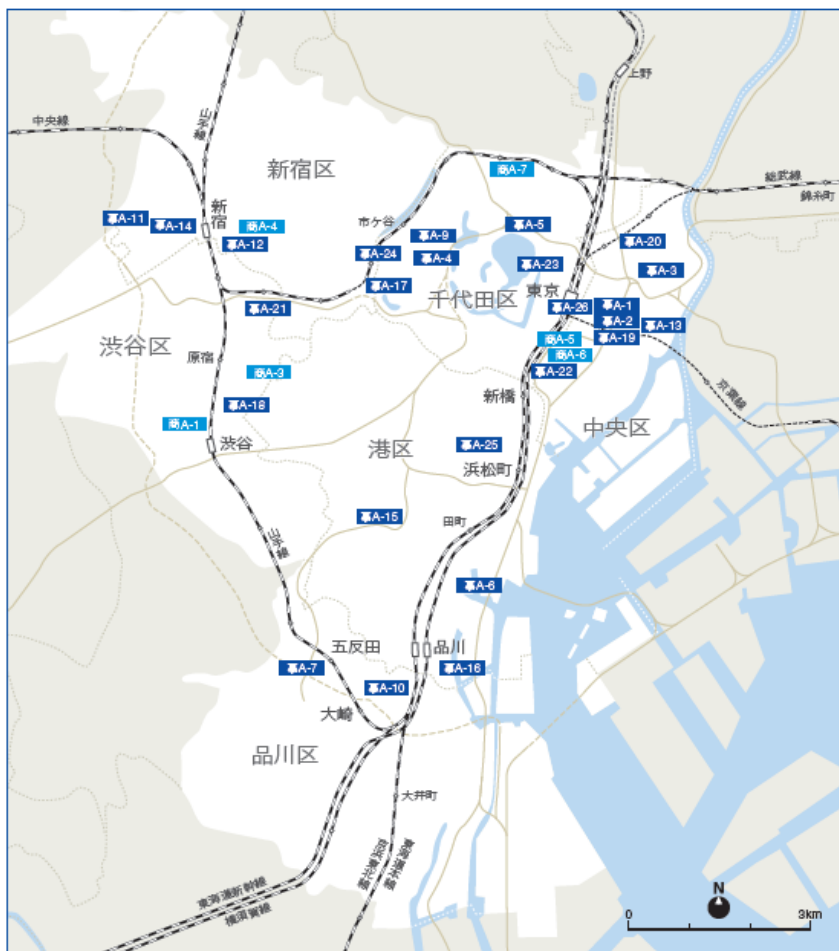 上野
中央線
山手線
新宿区
商A-7
総武線
錦糸町
新宿
事A-11
事A-14
商A-4
事A-12
市ケ谷
事A-9
事A-5
事A-24
事A-4
事A-20
事A-23
事A-3
事A-17
千代田区
東京
事A-21
事A-26
事A-1
事A-2
事A-13
事A-19
渋谷区
原宿
商A-5
商A-6
商A-3
事A-22
京葉線
新橋
事A-18
商A-1
渋谷
港区
中央区
事A-25
浜松町
事A-15
田町
山手線
事A-6
五反田
品川
事A-7
事A-16
事A-10
大崎
品川区
大井町
東海道本線
京浜東北線
東海道新幹線
横須賀線
N
0
3km